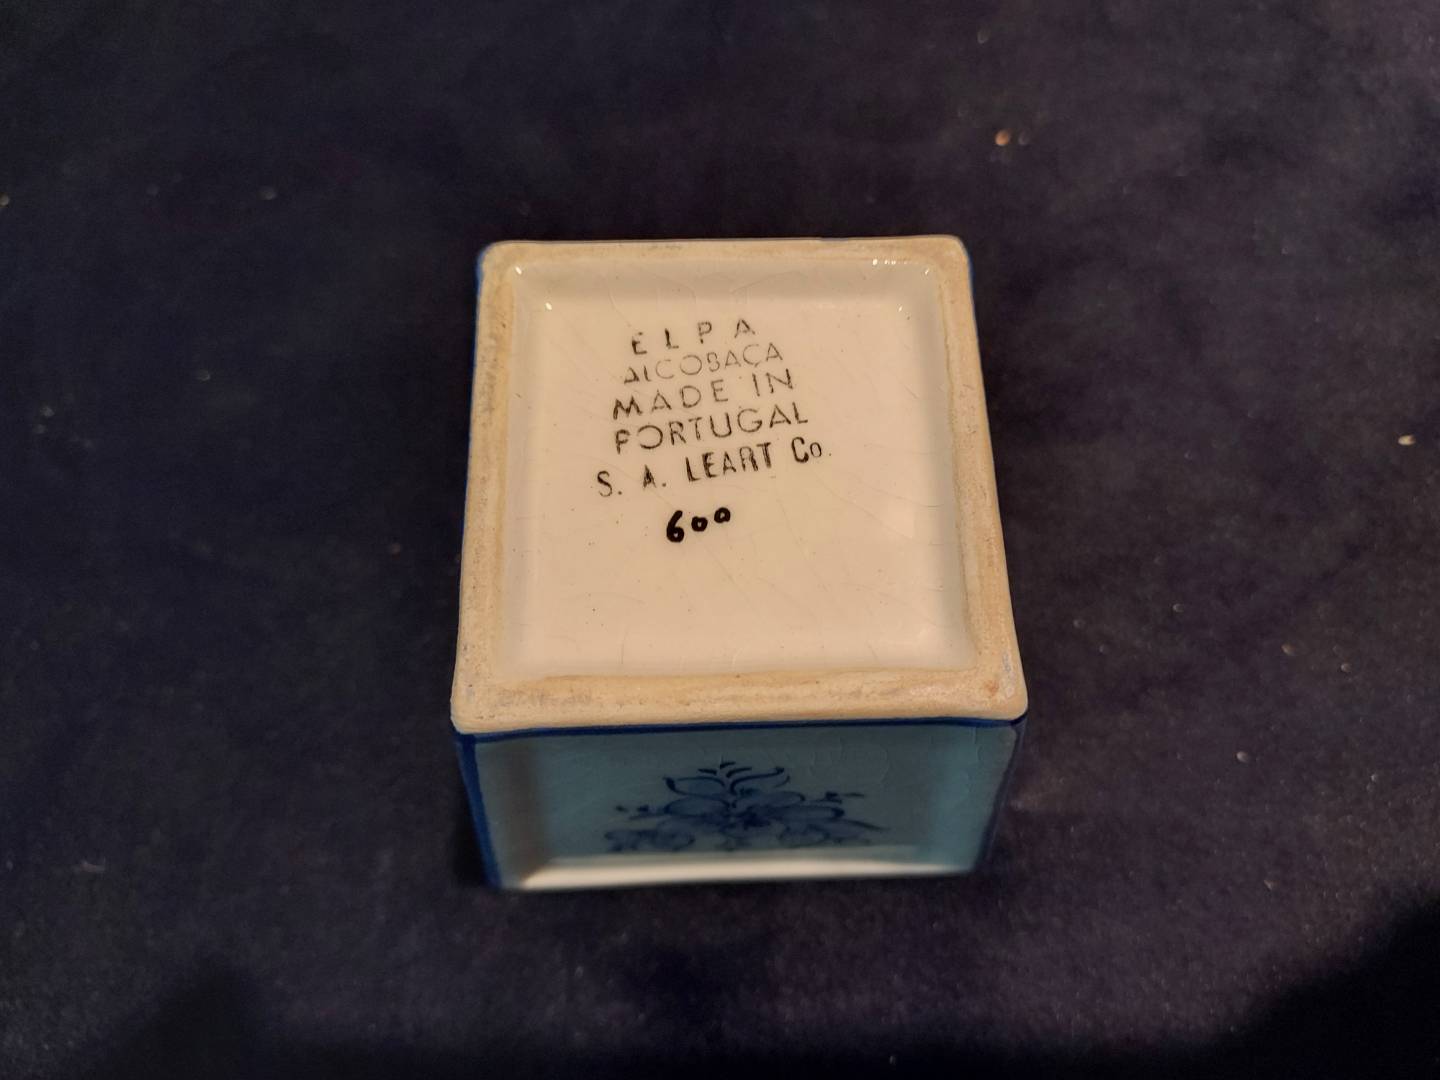 ELPA
ALCOBAÇA
MADE IN
PORTUGAL
S. A. LEART Co.
600